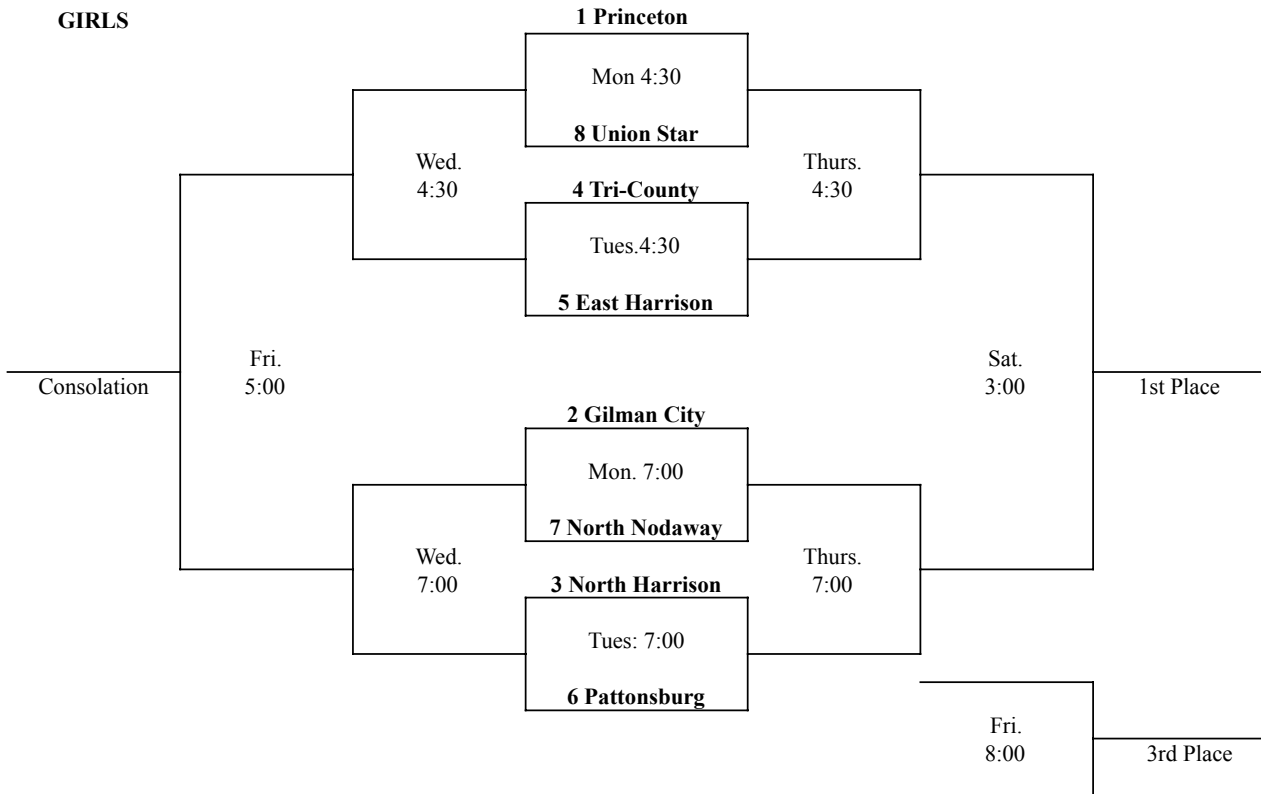 GIRLS
1 Princeton
Mon 4:30
8 Union Star
Wed.
4:30
Thurs.
4:30
4 Tri-County
Tues.4:30
5 East Harrison
Fri.
5:00
Sat.
3:00
Consolation
1st Place
2 Gilman City
Mon. 7:00
7 North Nodaway
Wed.
7:00
Thurs.
7:00
3 North Harrison
Tues: 7:00
6 Pattonsburg
Fri.
8:00
3rd Place